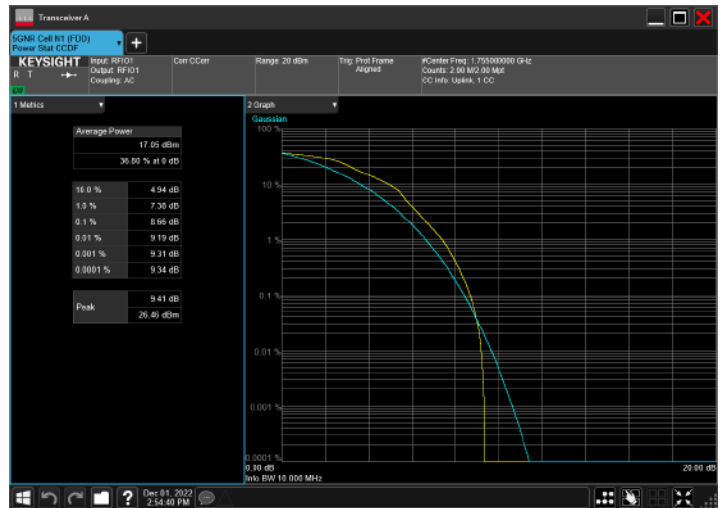 Transceiver A
5GNR Cell N1 (FDD)
Power Stat CCDF
KEYSIGHT
R T
Input: RFIO1
Output: RFIO1
Coupling: AC
Corr CCorr
Range: 20 dBm
Trig: Prot Frame
Aligned
#Center Freq: 1.755000000 GHz
Counts: 2.00 M/2.00 Mpt
CC Info: Uplink, 1 CC
1 Metrics
Average Power
17.05 dBm
36.80 % at 0 dB
10.0 % 4.94 dB
1.0 % 7.38 dB
0.1 % 8.66 dB
0.01 % 9.19 dB
0.001 % 9.31 dB
0.0001 % 9.34 dB
Peak
9.41 dB
26.46 dBm
2 Graph
Gaussian
100 %
10 %
1 %
0.1 %
0.01 %
0.001 %
0.0001 %
0.00 dB
20.00 dB
Info BW 10.000 MHz
Dec 01, 2022
2:54:40 PM